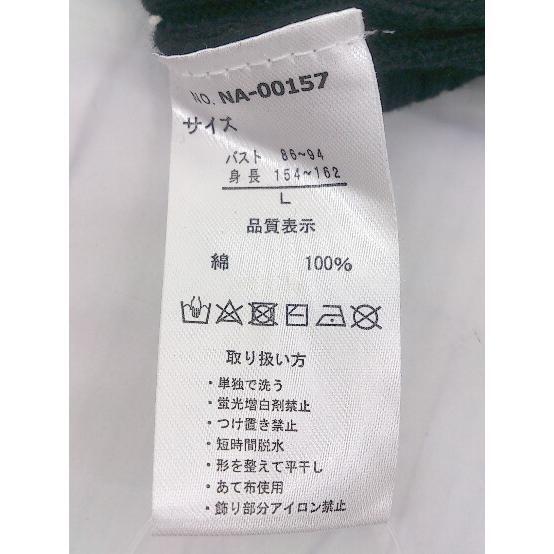 NO. NA-00157
サイズ
バスト 86~94
身長 154~162
L
品質表示
綿 100%
取り扱い方
・単独で洗う
・蛍光増白剤禁止
・つけ置き禁止
・短時間脱水
・形を整えて平干し
・あて布使用
・飾り部分アイロン禁止